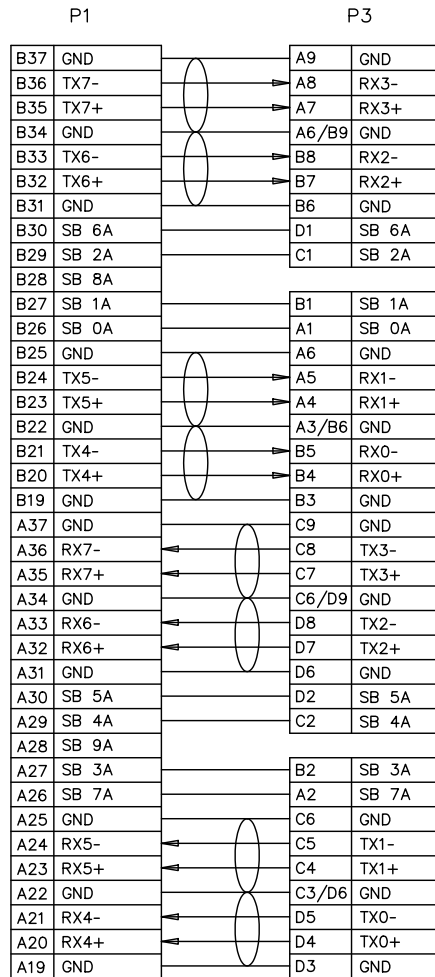 P1 P3
B37 GND A9 GND
B36 TX7- A8 RX3-
B35 TX7+ A7 RX3+
B34 GND A6/B9 GND
B33 TX6- B8 RX2-
B32 TX6+ B7 RX2+
B31 GND B6 GND
B30 SB 6A D1 SB 6A
B29 SB 2A C1 SB 2A
B28 SB 8A
B27 SB 1A B1 SB 1A
B26 SB 0A A1 SB 0A
B25 GND A6 GND
B24 TX5- A5 RX1-
B23 TX5+ A4 RX1+
B22 GND A3/B6 GND
B21 TX4- B5 RX0-
B20 TX4+ B4 RX0+
B19 GND B3 GND
A37 GND C9 GND
A36 RX7- C8 TX3-
A35 RX7+ C7 TX3+
A34 GND C6/D9 GND
A33 RX6- D8 TX2-
A32 RX6+ D7 TX2+
A31 GND D6 GND
A30 SB 5A D2 SB 5A
A29 SB 4A C2 SB 4A
A28 SB 9A
A27 SB 3A B2 SB 3A
A26 SB 7A A2 SB 7A
A25 GND C6 GND
A24 RX5- C5 TX1-
A23 RX5+ C4 TX1+
A22 GND C3/D6 GND
A21 RX4- D5 TX0-
A20 RX4+ D4 TX0+
A19 GND D3 GND